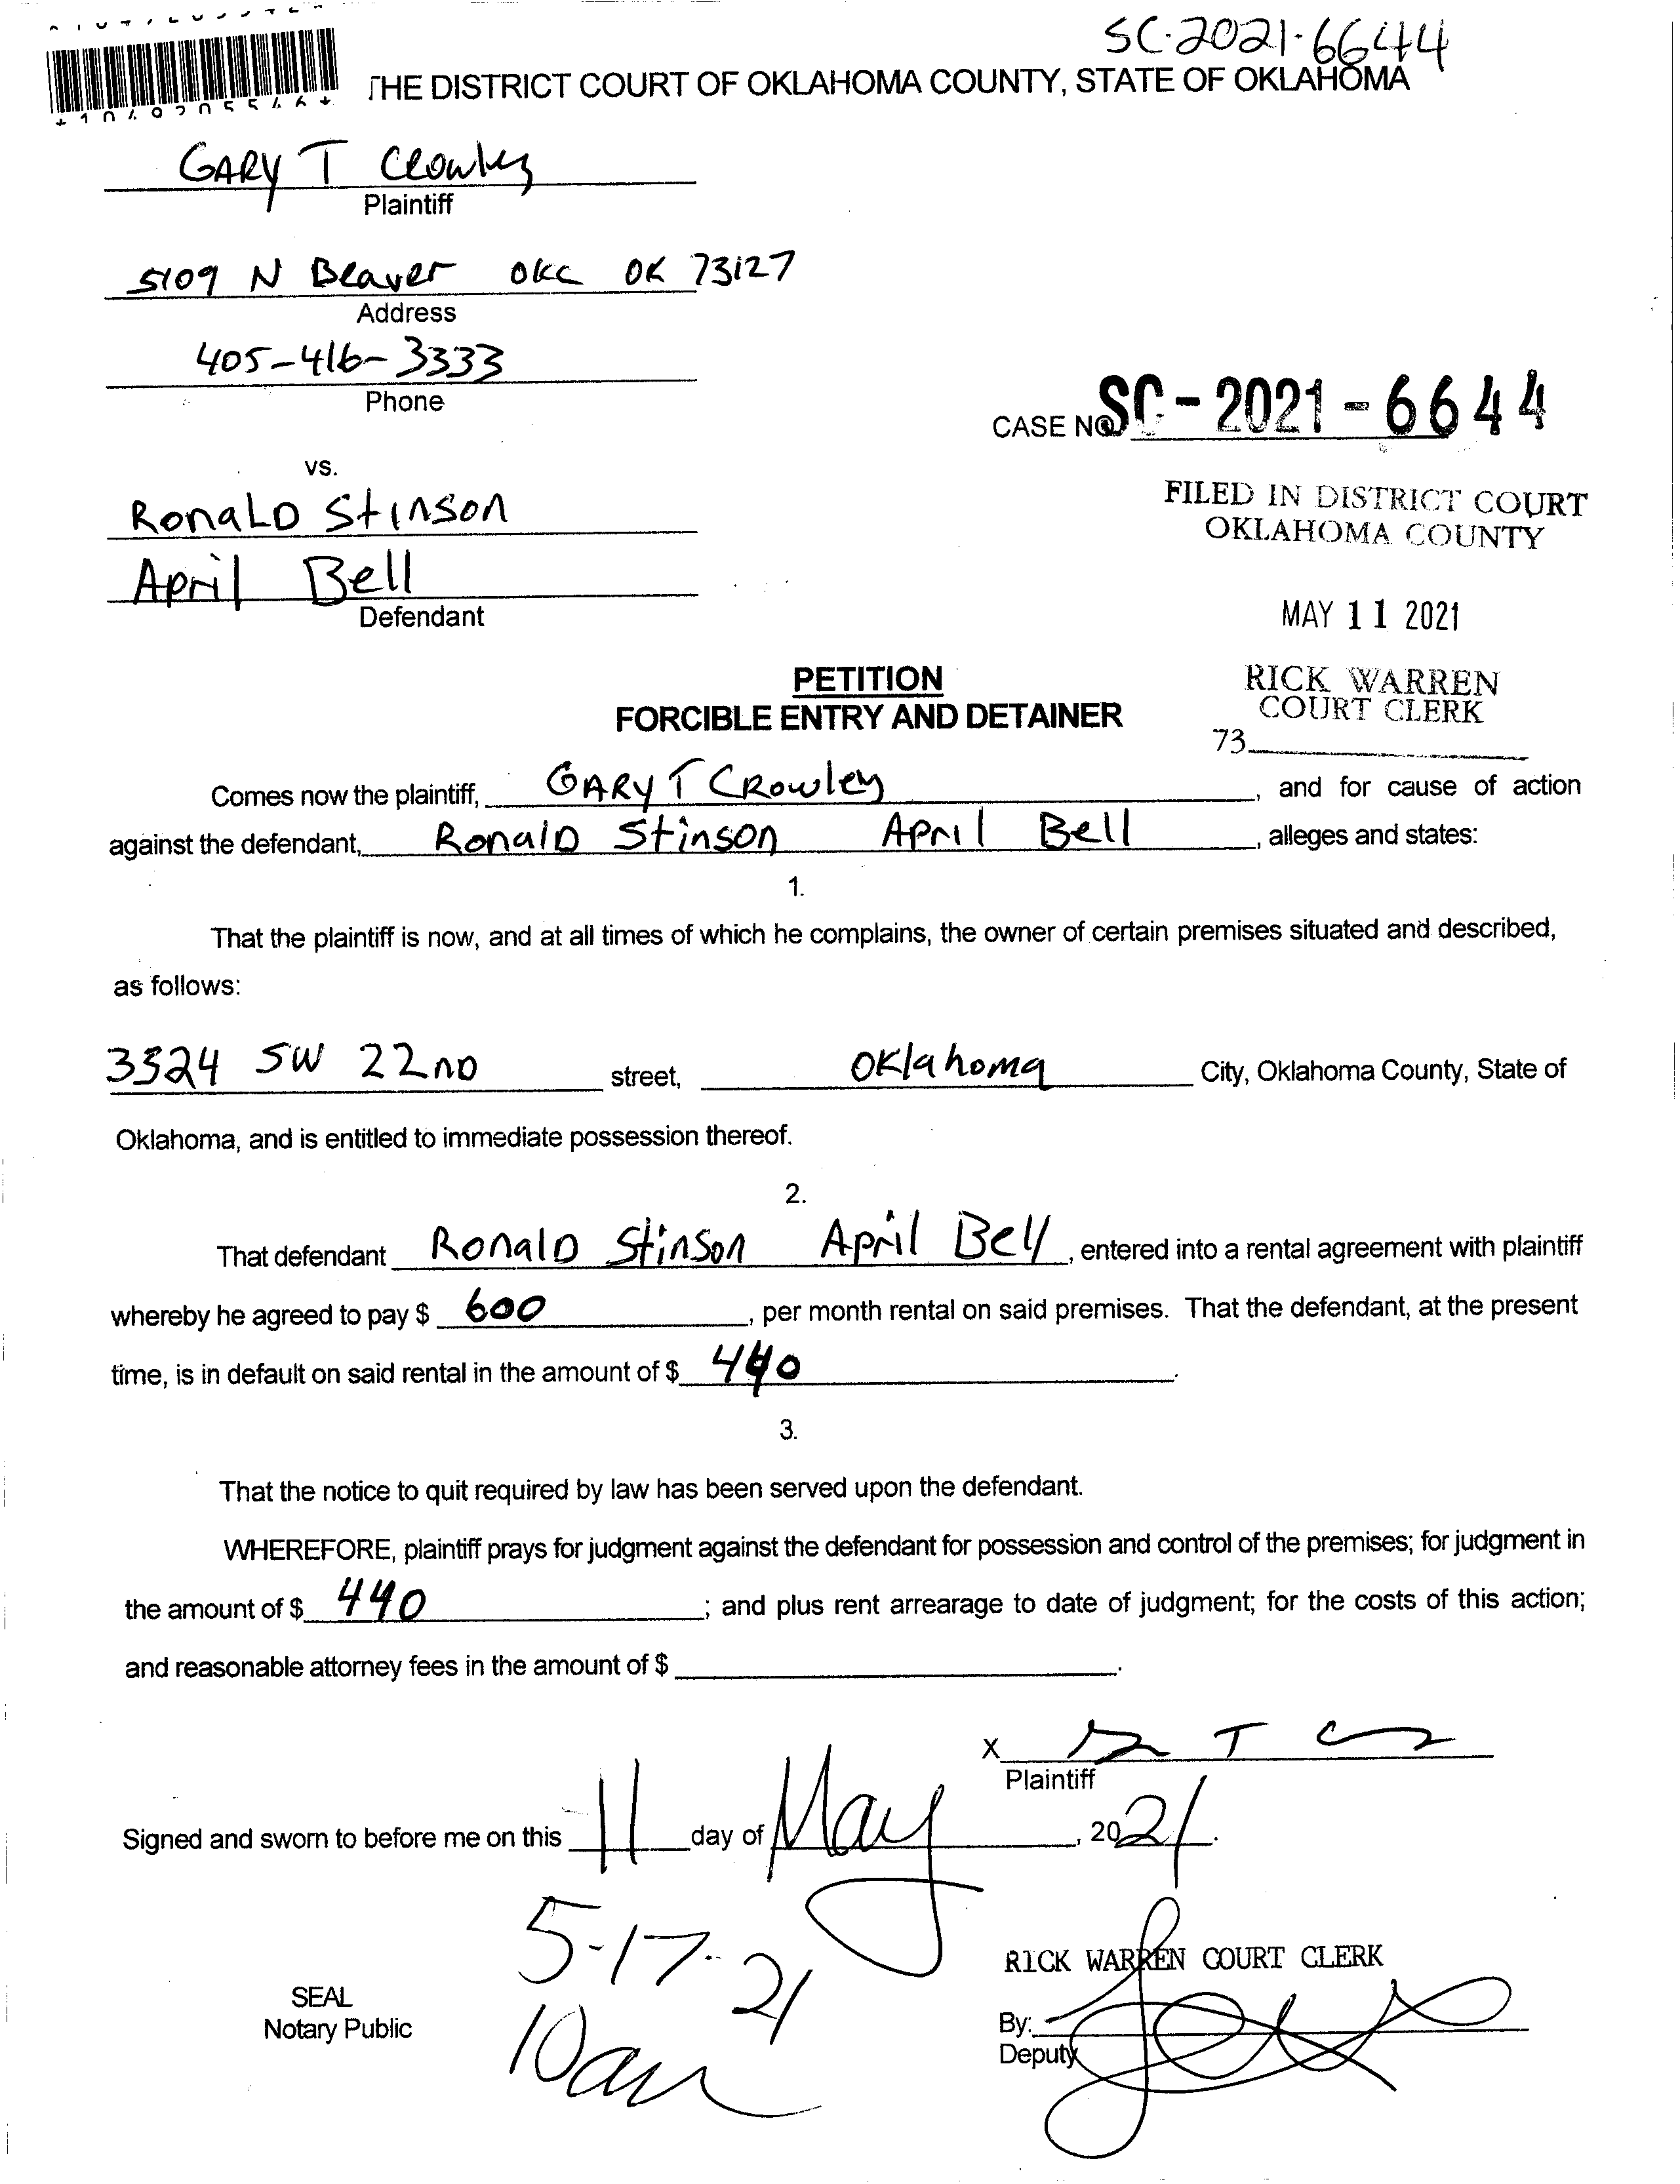 SC-2021-6644
THE DISTRICT COURT OF OKLAHOMA COUNTY, STATE OF OKLAHOMA
GARY T Crowley
Plaintiff
5109 N Beaver OKC OK 73127
Address
405-416-3333
Phone
CASE NO. SC-2021-6644
vs.
RonaLD Stinson
FILED IN DISTRICT COURT
OKLAHOMA COUNTY
April Bell
Defendant
MAY 11 2021
PETITION
RICK WARREN
COURT CLERK
FORCIBLE ENTRY AND DETAINER
73
Comes now the plaintiff, GARY T CRowley, and for cause of action
against the defendant, RonalD Stinson April Bell, alleges and states:
1.
That the plaintiff is now, and at all times of which he complains, the owner of certain premises situated and described,
as follows:
3324 SW 22nD street, Oklahoma City, Oklahoma County, State of
Oklahoma, and is entitled to immediate possession thereof.
2.
That defendant RonalD Stinson April Bell, entered into a rental agreement with plaintiff
whereby he agreed to pay $ 600, per month rental on said premises. That the defendant, at the present
time, is in default on said rental in the amount of $ 440.
3.
That the notice to quit required by law has been served upon the defendant.
WHEREFORE, plaintiff prays for judgment against the defendant for possession and control of the premises; for judgment in
the amount of $ 440; and plus rent arrearage to date of judgment; for the costs of this action;
and reasonable attorney fees in the amount of $ .
X
Plaintiff
Signed and sworn to before me on this 11 day of May, 2021.
5-17-21
10am
RICK WARREN COURT CLERK
SEAL
Notary Public
By:
Deputy